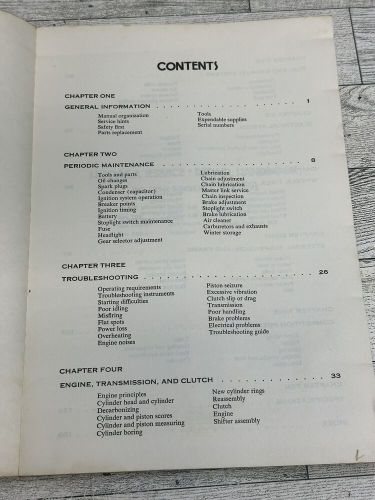 CONTENTS
CHAPTER ONE
GENERAL INFORMATION . . . . . . . . . . . . . . . . . . 1
Manual organization
Service hints
Safety first
Parts replacement
Tools
Expendable supplies
Serial numbers
CHAPTER TWO
PERIODIC MAINTENANCE . . . . . . . . . . . . . . . . . . 8
Tools and parts
Oil changes
Spark plugs
Condenser (capacitor)
Ignition system operation
Breaker points
Ignition timing
Battery
Stoplight switch maintenance
Fuse
Headlight
Gear selector adjustment
Lubrication
Chain adjustment
Chain lubrication
Master link service
Chain inspection
Brake adjustment
Stoplight switch
Brake lubrication
Air cleaner
Carburetors and exhausts
Winter storage
CHAPTER THREE
TROUBLESHOOTING . . . . . . . . . . . . . . . . . . . . 26
Operating requirements
Troubleshooting instruments
Starting difficulties
Poor idling
Misfiring
Flat spots
Power loss
Overheating
Engine noises
Piston seizure
Excessive vibration
Clutch slip or drag
Transmission
Poor handling
Brake problems
Electrical problems
Troubleshooting guide
CHAPTER FOUR
ENGINE, TRANSMISSION, AND CLUTCH . . . . . . . . . . . . 33
Engine principles
Cylinder head and cylinder
Decarbonizing
Cylinder and piston scores
Cylinder and piston measuring
Cylinder boring
New cylinder rings
Reassembly
Clutch
Engine
Shifter assembly